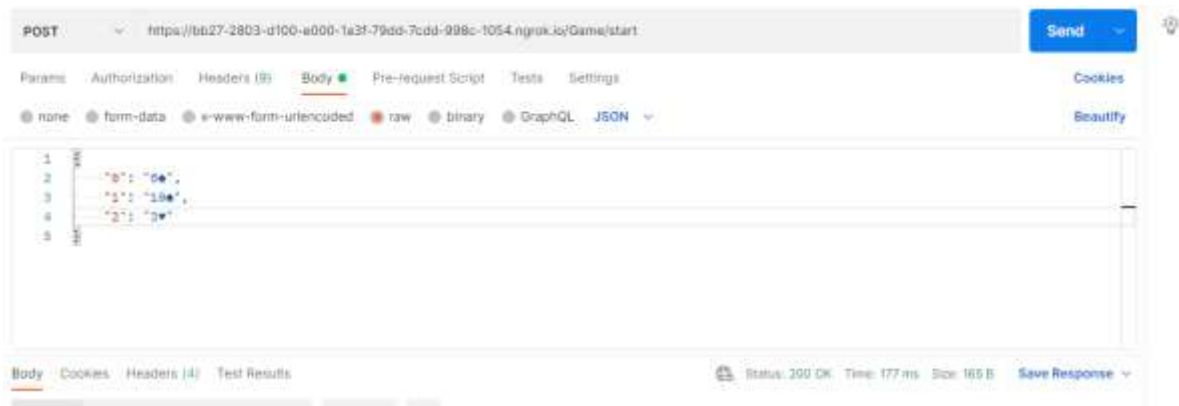 POST https://bb27-2803-d100-e000-1a3f-79dd-7cdd-998c-1054.ngrok.io/Game/start Send
Params Authorization Headers (9) Body Pre-request Script Tests Settings Cookies
none form-data x-www-form-urlencoded raw binary GraphQL JSON Beautify
1
2 "0":
3 "1": "10♠",
4 "2":
5
Body Cookies Headers (4) Test Results Status: 200 OK Time: 177 ms Size: 165 B Save Response